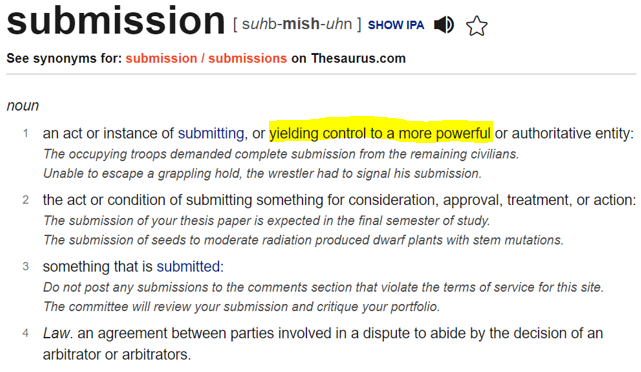 submission [ suhb-mish-uhn ] SHOW IPA
See synonyms for: submission / submissions on Thesaurus.com
noun
1 an act or instance of submitting, or yielding control to a more powerful or authoritative entity:
The occupying troops demanded complete submission from the remaining civilians.
Unable to escape a grappling hold, the wrestler had to signal his submission.
2 the act or condition of submitting something for consideration, approval, treatment, or action:
The submission of your thesis paper is expected in the final semester of study.
The submission of seeds to moderate radiation produced dwarf plants with stem mutations.
3 something that is submitted:
Do not post any submissions to the comments section that violate the terms of service for this site.
The committee will review your submission and critique your portfolio.
4 Law. an agreement between parties involved in a dispute to abide by the decision of an
arbitrator or arbitrators.